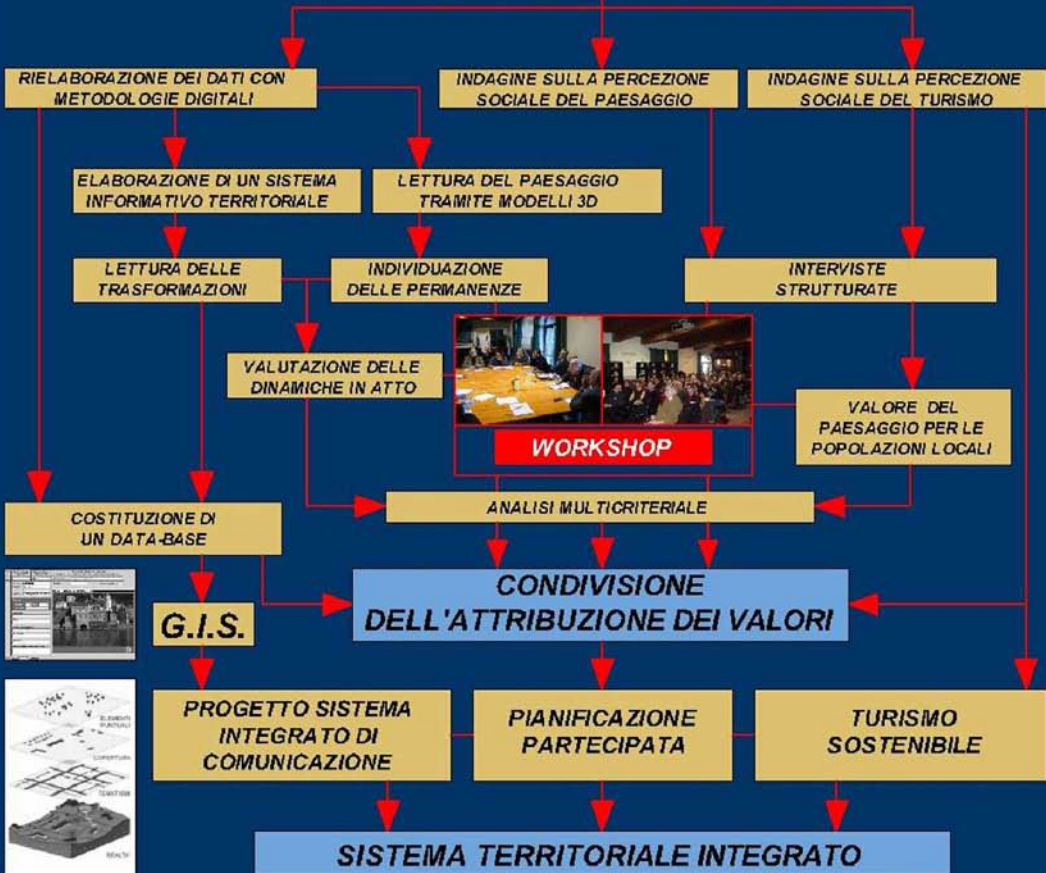 RIELABORAZIONE DEI DATI CON
METODOLOGIE DIGITALI
INDAGINE SULLA PERCEZIONE
SOCIALE DEL PAESAGGIO
INDAGINE SULLA PERCEZIONE
SOCIALE DEL TURISMO
ELABORAZIONE DI UN SISTEMA
INFORMATIVO TERRITORIALE
LETTURA DEL PAESAGGIO
TRAMITE MODELLI 3D
LETTURA DELLE
TRASFORMAZIONI
INDIVIDUAZIONE
DELLE PERMANENZE
INTERVISTE
STRUTTURATE
VALUTAZIONE DELLE
DINAMICHE IN ATTO
WORKSHOP
VALORE DEL
PAESAGGIO PER LE
POPOLAZIONI LOCALI
ANALISI MULTICRITERIALE
COSTITUZIONE DI
UN DATA-BASE
CONDIVISIONE
DELL'ATTRIBUZIONE DEI VALORI
G.I.S.
PROGETTO SISTEMA
INTEGRATO DI
COMUNICAZIONE
PIANIFICAZIONE
PARTECIPATA
TURISMO
SOSTENIBILE
ELEMENTI
PUNTUALI
COPERTURA
SISTEMA TERRITORIALE INTEGRATO